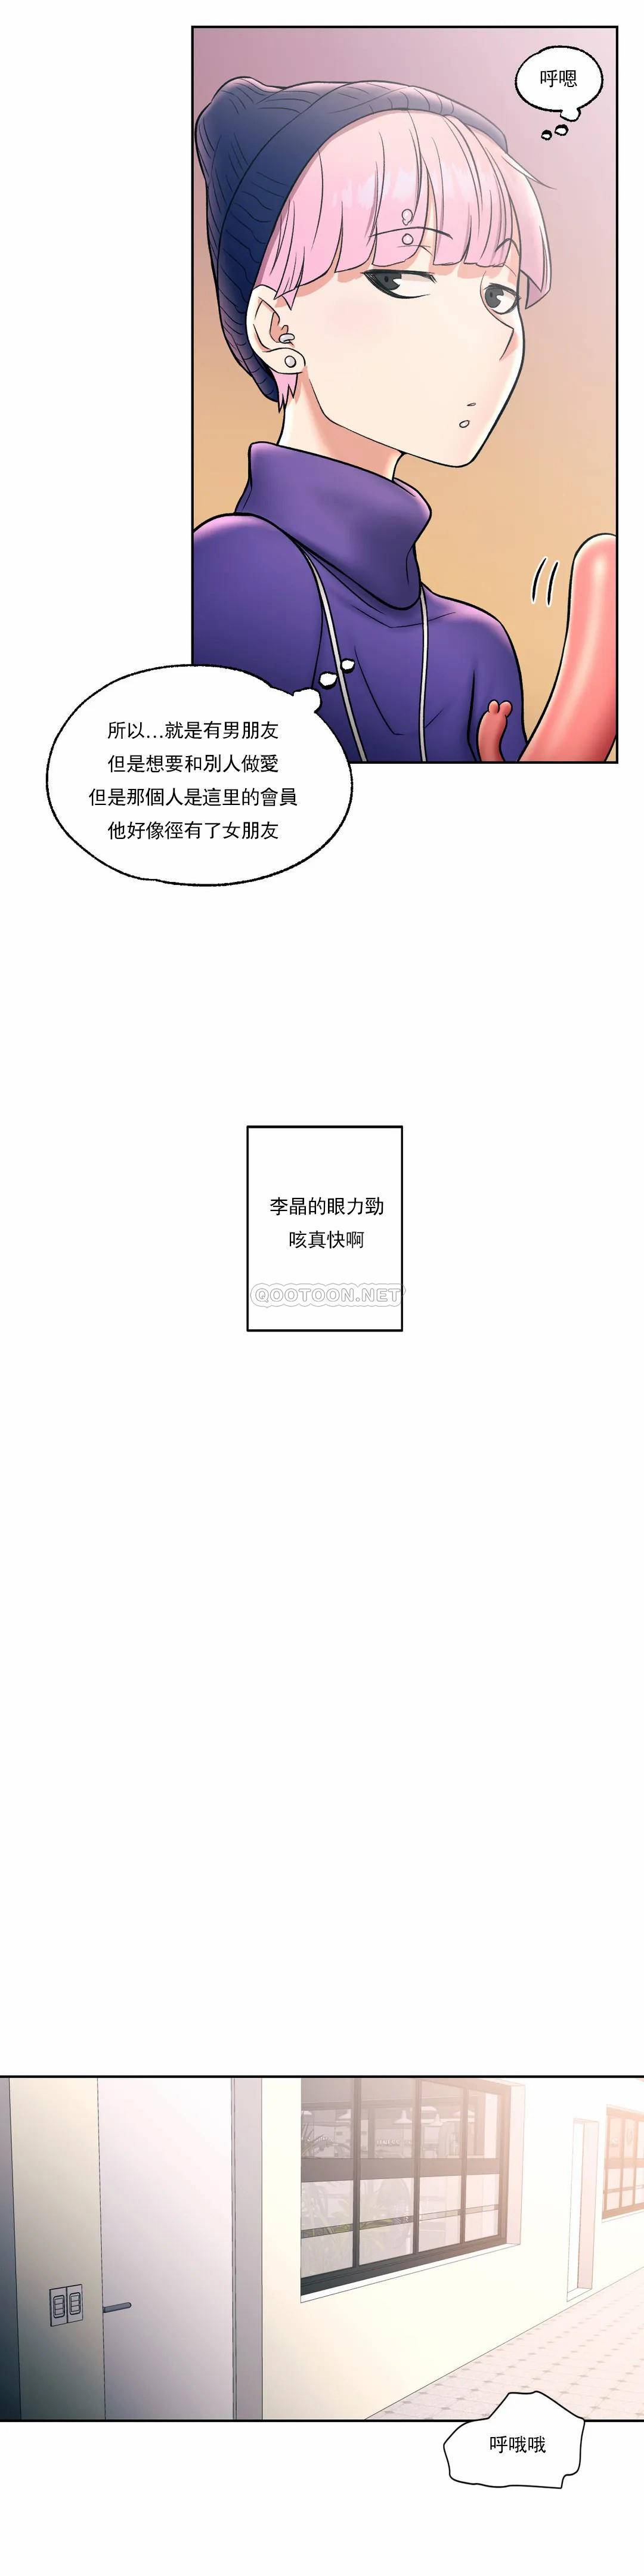 呼嗯
所以...就是有男朋友
但是想要和別人做愛
但是那個人是這里的會員
他好像徑有了女朋友
李晶的眼力勁
咳真快啊
QOOTOON.NET
呼哦哦